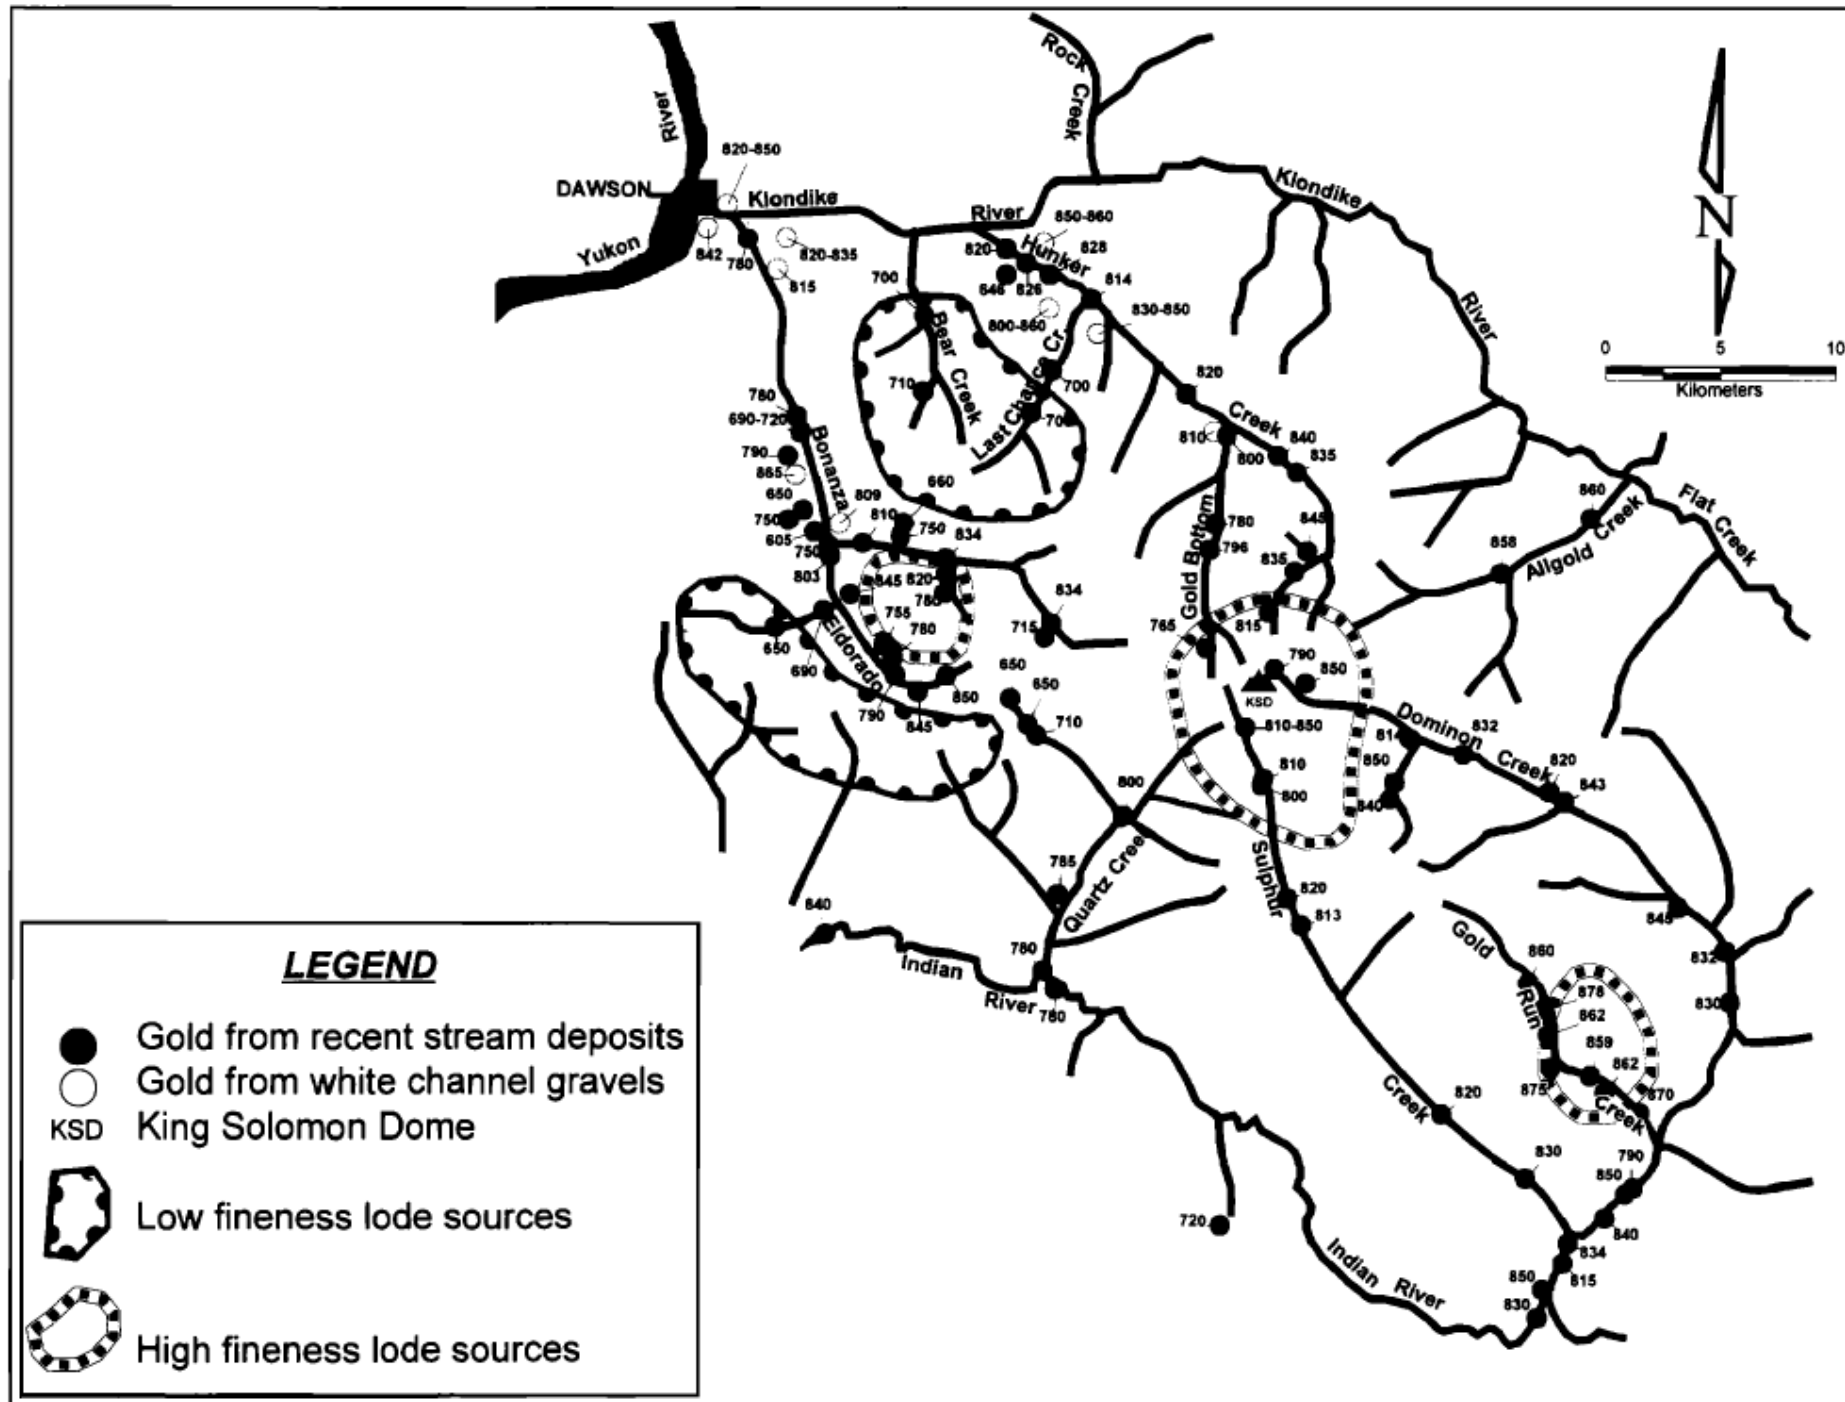 Rock
Creek
River
820-850
DAWSON
Klondike
River
Klondike
River
N
Yukon
842
780
820-835
815
850-860
820
Hunker
828
646
826
814
700
800-860
830-850
0 5 10
Kilometers
Bear
Creek
Last Chance Cr.
710
700
820
Creek
780
690-720
Bonanza
790
865
650
750
605
809
810
660
750
834
750
803
845
820
755
780
834
715
810
800
840
835
Gold Bottom
780
796
845
835
815
765
860
Flat Creek
858
Allgold Creek
650
690
Eldorado
790
845
850
650
650
710
790
850
KSD
810-850
810
800
Dominon
Creek
814
832
850
840
820
843
800
785
Quartz Cree
Sulphur
820
813
Creek
820
830
840
Indian
River
780
780
845
832
830
Gold
Run
Creek
860
878
862
859
862
875
870
790
850
840
834
815
850
830
720
Indian River
LEGEND
Gold from recent stream deposits
Gold from white channel gravels
KSD King Solomon Dome
Low fineness lode sources
High fineness lode sources